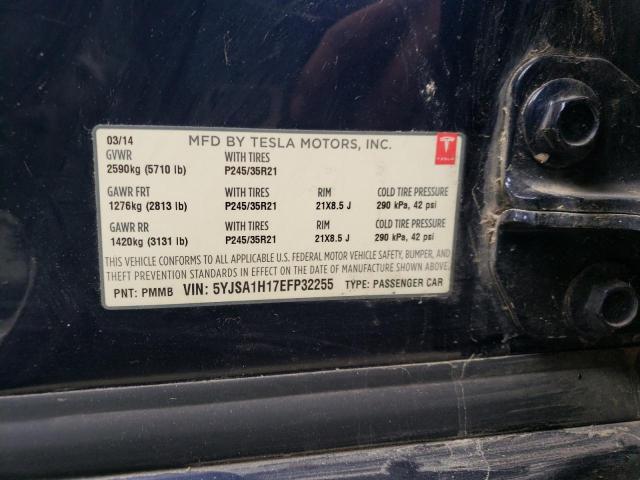 03/14 MFD BY TESLA MOTORS, INC.
GVWR WITH TIRES
2590kg (5710 lb) P245/35R21
TESLA
GAWR FRT WITH TIRES RIM COLD TIRE PRESSURE
1276kg (2813 lb) P245/35R21 21X8.5 J 290 kPa, 42 psi
GAWR RR WITH TIRES RIM COLD TIRE PRESSURE
1420kg (3131 lb) P245/35R21 21X8.5 J 290 kPa, 42 psi
THIS VEHICLE CONFORMS TO ALL APPLICABLE U.S. FEDERAL MOTOR VEHICLE SAFETY, BUMPER, AND
THEFT PREVENTION STANDARDS IN EFFECT ON THE DATE OF MANUFACTURE SHOWN ABOVE.
PNT: PMMB VIN: 5YJSA1H17EFP32255 TYPE: PASSENGER CAR